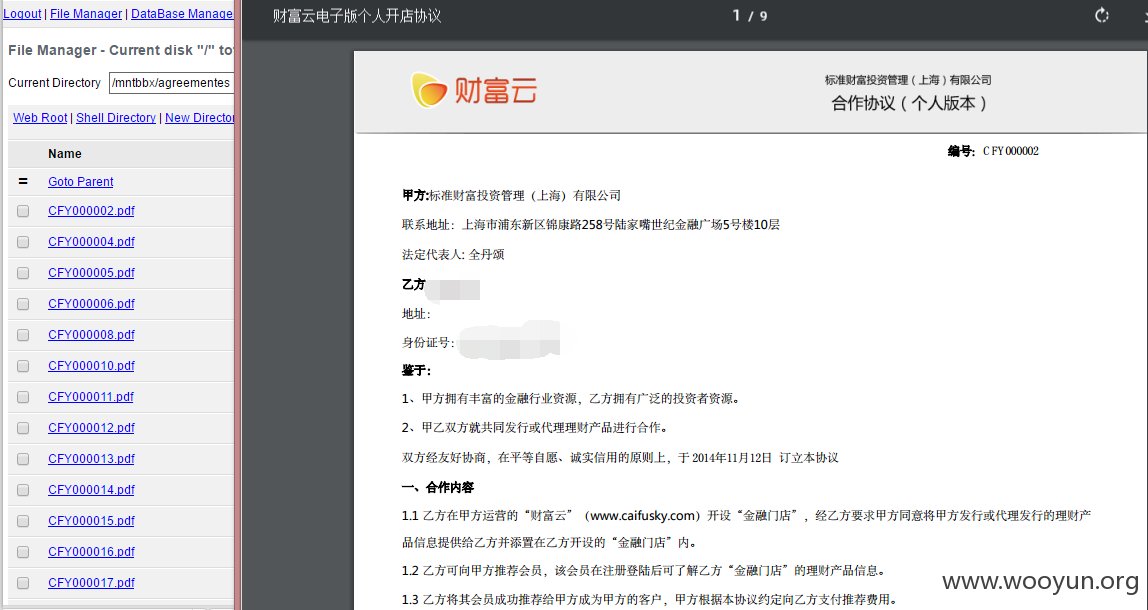 Logout | File Manager | DataBase Manage
File Manager - Current disk "/" to
Current Directory /mntbbx/agreementes
Web Root | Shell Directory | New Director
Name
= Goto Parent
CFY000002.pdf
CFY000004.pdf
CFY000005.pdf
CFY000006.pdf
CFY000008.pdf
CFY000010.pdf
CFY000011.pdf
CFY000012.pdf
CFY000013.pdf
CFY000014.pdf
CFY000015.pdf
CFY000016.pdf
CFY000017.pdf
财富云电子版个人开店协议
1 / 9
财富云
标准财富投资管理（上海）有限公司
合作协议（个人版本）
编号: CFY000002
甲方:标准财富投资管理（上海）有限公司
联系地址：上海市浦东新区锦康路258号陆家嘴世纪金融广场5号楼10层
法定代表人: 全丹颂
乙方
地址：
身份证号：
鉴于：
1、甲方拥有丰富的金融行业资源，乙方拥有广泛的投资者资源。
2、甲乙双方就共同发行或代理理财产品进行合作。
双方经友好协商，在平等自愿、诚实信用的原则上，于 2014年11月12日 订立本协议
一、合作内容
1.1 乙方在甲方运营的“财富云”（www.caifusky.com）开设“金融门店”，经乙方要求甲方同意将甲方发行或代理发行的理财产
品信息提供给乙方并添置在乙方开设的“金融门店”内。
1.2 乙方可向甲方推荐会员，该会员在注册登陆后可了解乙方“金融门店”的理财产品信息。
1.3 乙方将其会员成功推荐给甲方成为甲方的客户，甲方根据本协议约定向乙方支付推荐费用。
www.wooyun.org